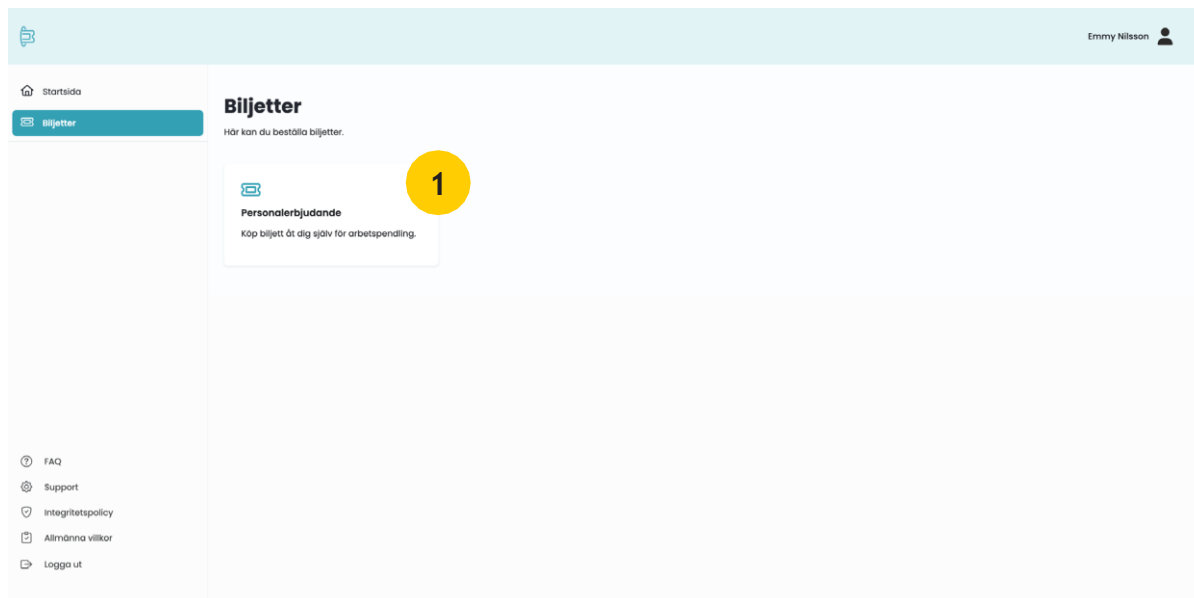 Emmy Nilsson
Startsida
Biljetter
Biljetter
Här kan du beställa biljetter.
1
Personalerbjudande
Köp biljett åt dig själv för arbetspendling.
FAQ
Support
Integritetspolicy
Allmänna villkor
Logga ut